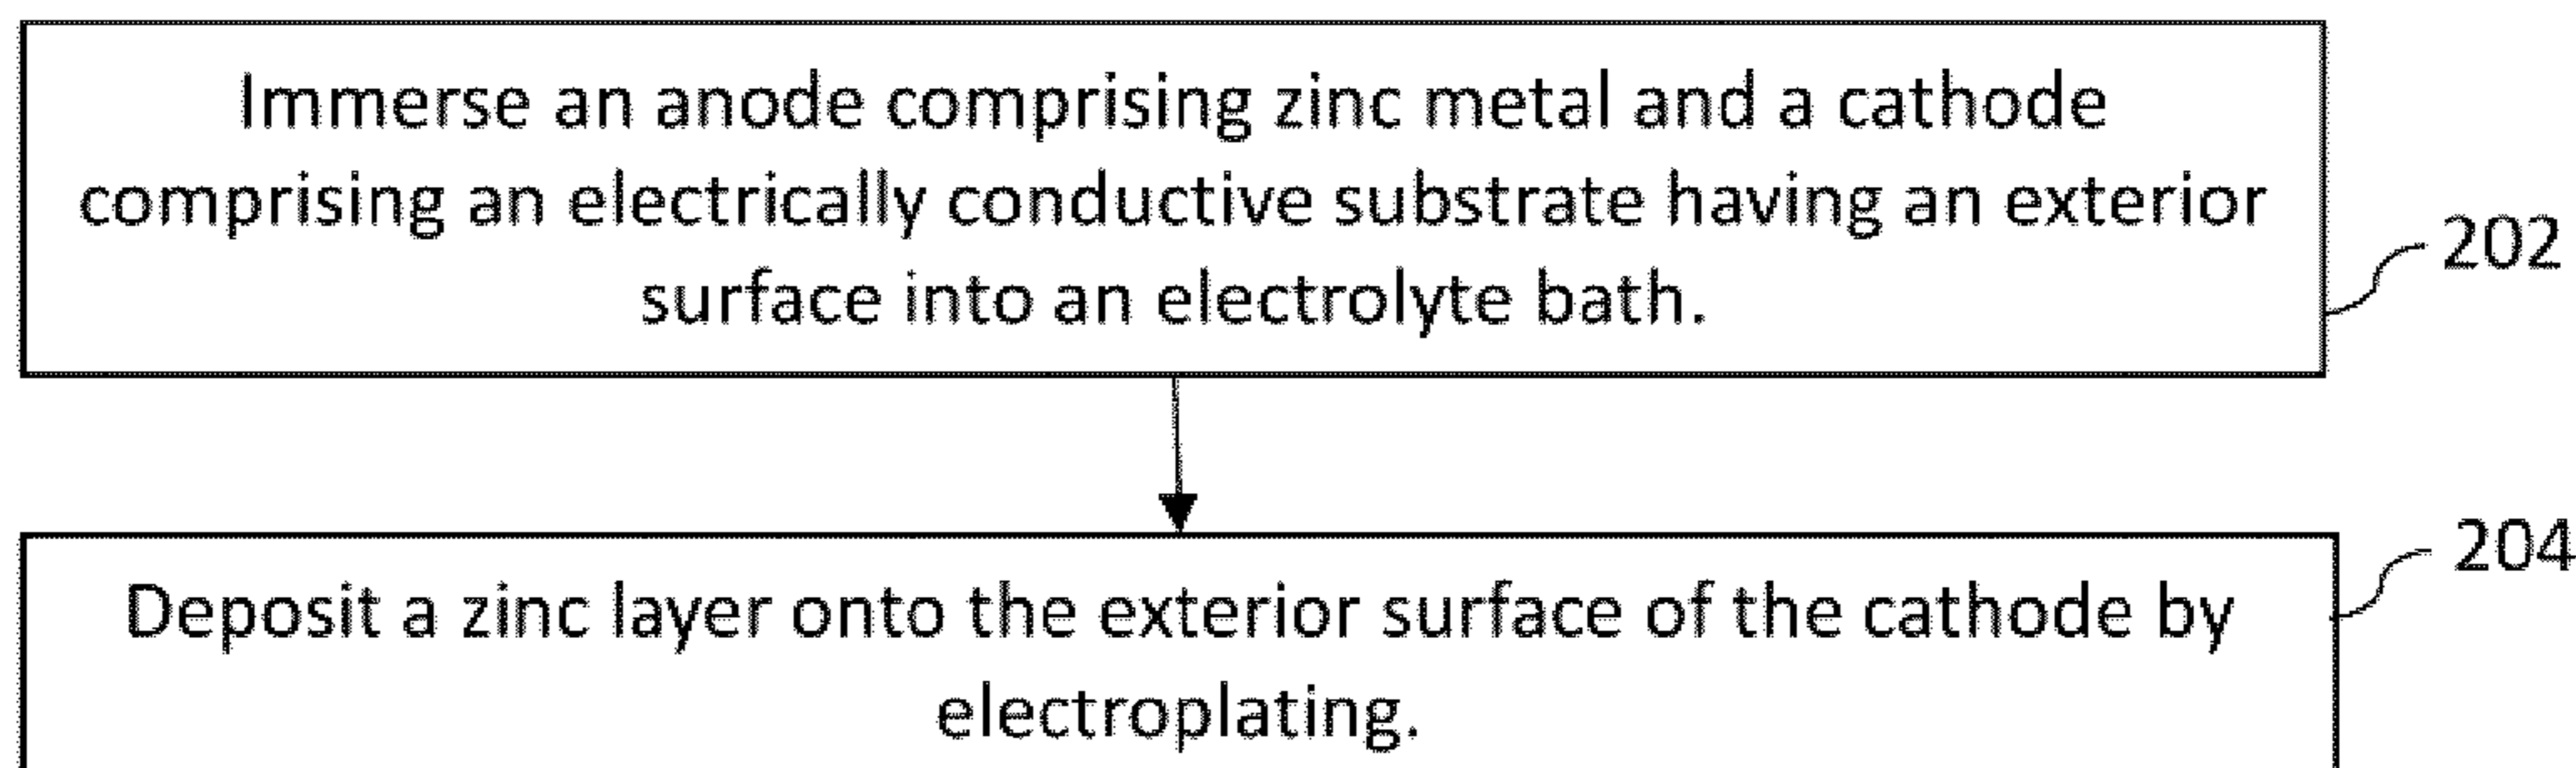 Immerse an anode comprising zinc metal and a cathode
comprising an electrically conductive substrate having an exterior
surface into an electrolyte bath.
202
204
Deposit a zinc layer onto the exterior surface of the cathode by
electroplating.